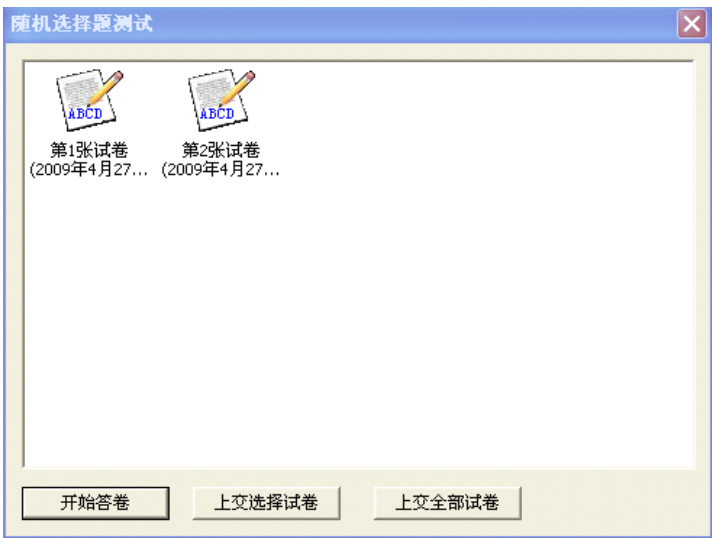 随机选择题测试
ABCD
ABCD
第1张试卷
(2009年4月27...
第2张试卷
(2009年4月27...
开始答卷
上交选择试卷
上交全部试卷